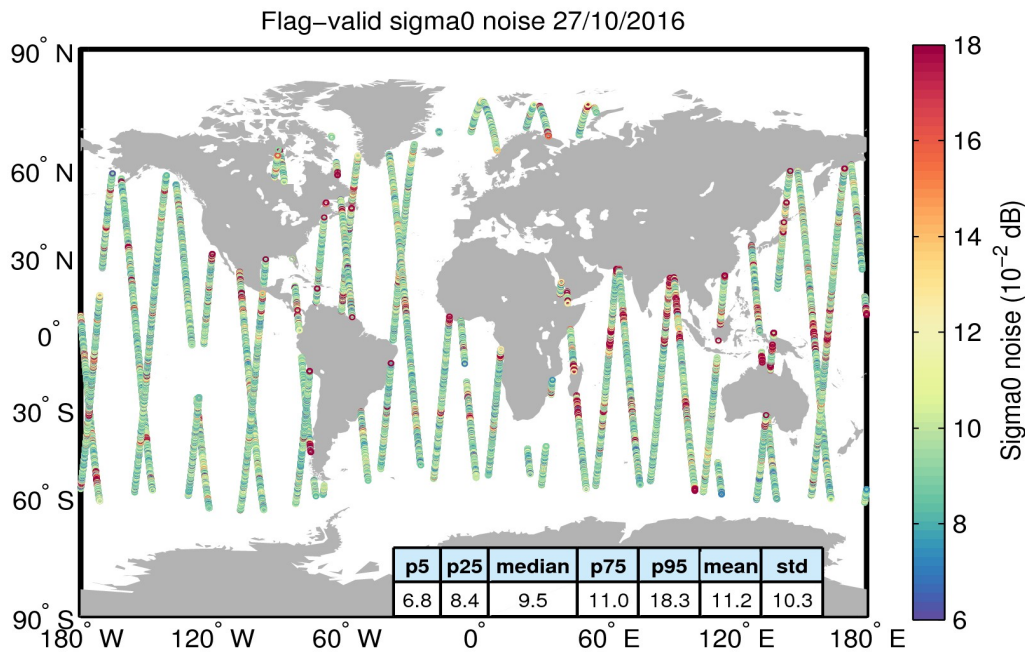 Flag−valid sigma0 noise 27/10/2016
90° N
60° N
30° N
0°
30° S
60° S
90° S
180° W 120° W 60° W 0° 60° E 120° E 180° E
p5 p25 median p75 p95 mean std
6.8 8.4 9.5 11.0 18.3 11.2 10.3
18
16
14
12
10
8
6
Sigma0 noise (10⁻² dB)